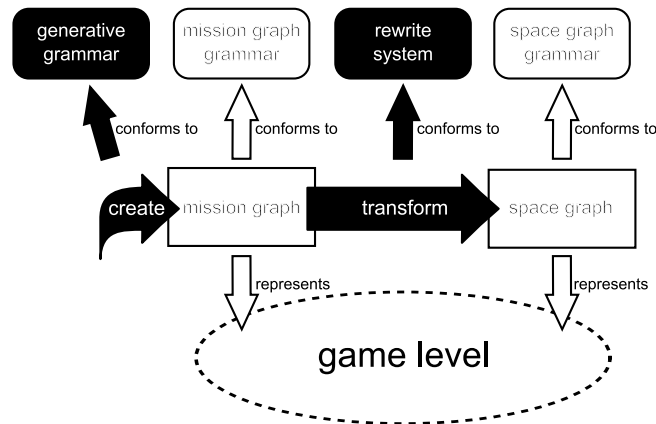 generative
grammar
mission graph
grammar
rewrite
system
space graph
grammar
conforms to
conforms to
conforms to
conforms to
create
mission graph
transform
space graph
represents
represents
game level